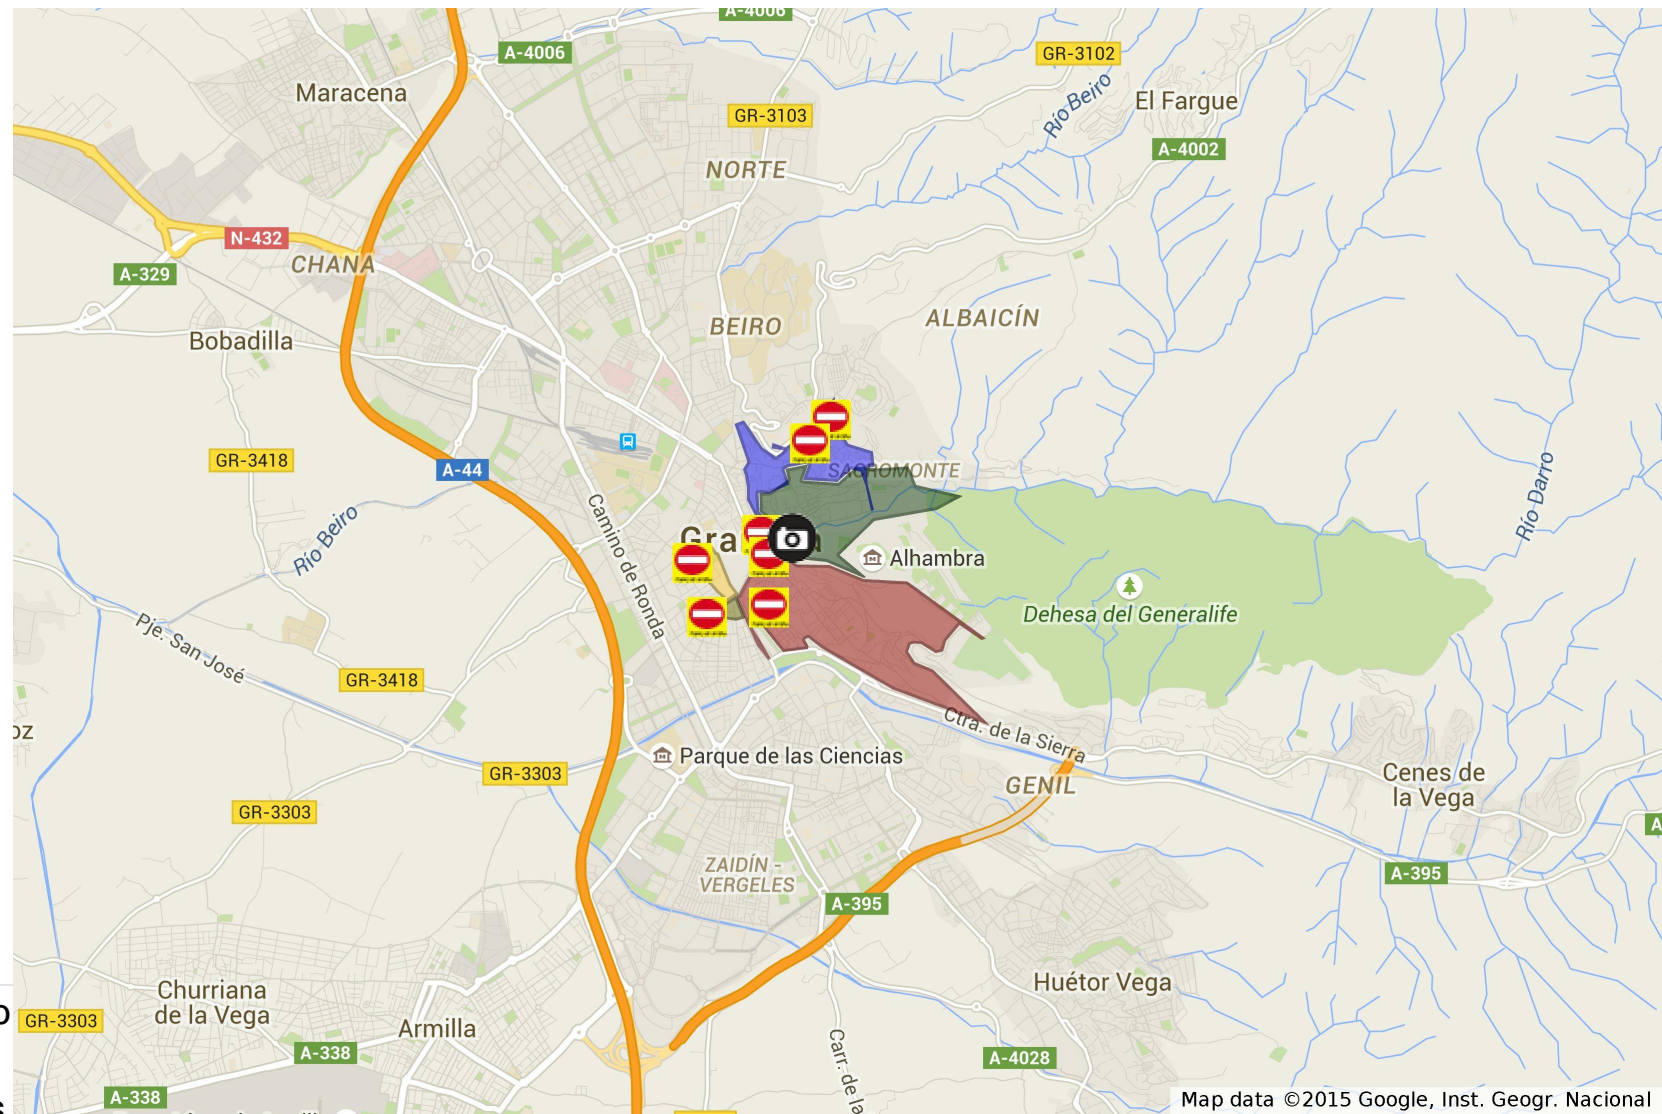 A-4006
A-4006
GR-3102
Maracena
Río Beiro
El Fargue
GR-3103
A-4002
NORTE
N-432
CHANA
A-329
ALBAICÍN
BEIRO
Bobadilla
GR-3418
A-44
SACROMONTE
Río Darro
Río Beiro
Camino de Ronda
Alhambra
Dehesa del Generalife
Pje. San José
GR-3418
Ctra. de la Sierra
oz
Parque de las Ciencias
GR-3303
GENIL
Cenes de
la Vega
GR-3303
A-395
ZAIDÍN -
VERGELES
A-395
Huétor Vega
Churriana
de la Vega
GR-3303
Armilla
A-338
Carr. de la
A-4028
A-338
Map data ©2015 Google, Inst. Geogr. Nacional